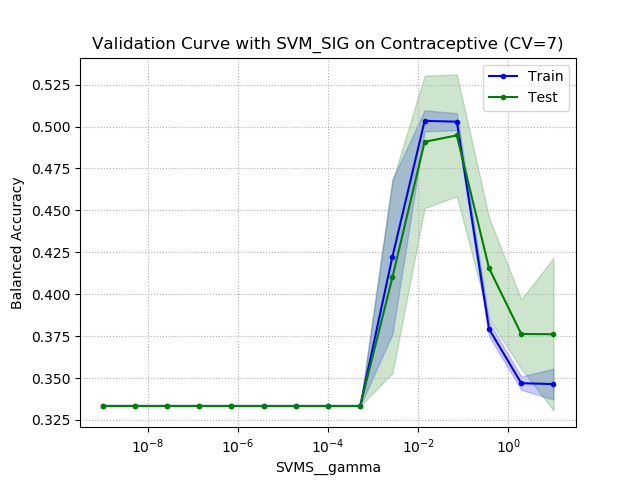 Validation Curve with SVM_SIG on Contraceptive (CV=7)
Train
Test
Balanced Accuracy
0.525
0.500
0.475
0.450
0.425
0.400
0.375
0.350
0.325
10⁻⁸ 10⁻⁶ 10⁻⁴ 10⁻² 10⁰
SVMS__gamma